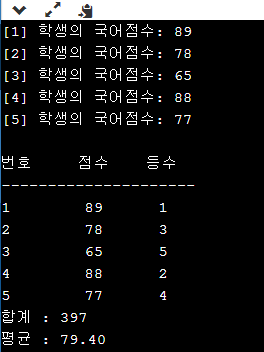 [1] 학생의 국어점수: 89
[2] 학생의 국어점수: 78
[3] 학생의 국어점수: 65
[4] 학생의 국어점수: 88
[5] 학생의 국어점수: 77
번호 점수 등수
---------------------
1 89 1
2 78 3
3 65 5
4 88 2
5 77 4
합계 : 397
평균 : 79.40